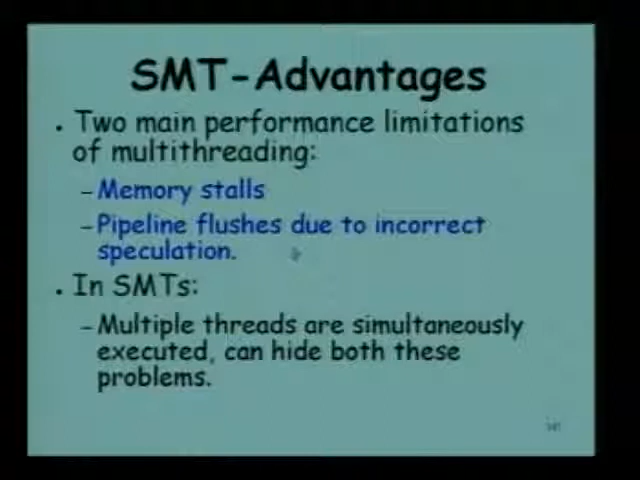 SMT-Advantages
• Two main performance limitations
of multithreading:
–Memory stalls
–Pipeline flushes due to incorrect
speculation.
• In SMTs:
–Multiple threads are simultaneously
executed, can hide both these
problems.